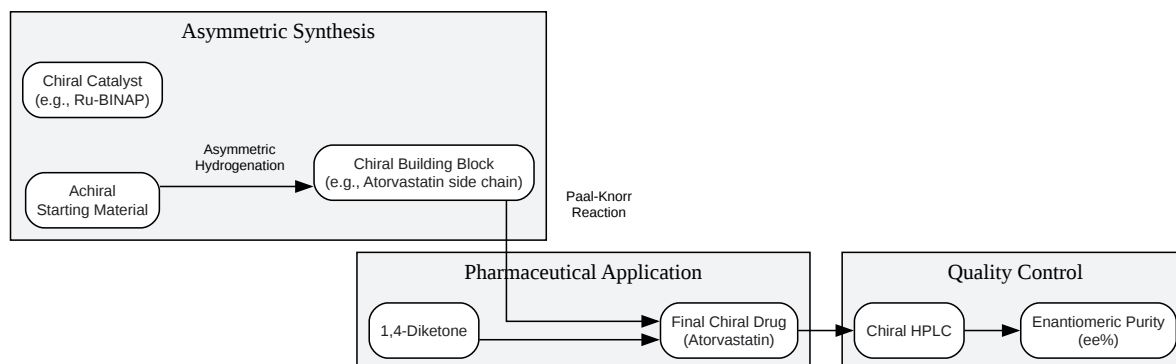 Asymmetric Synthesis
Chiral Catalyst
(e.g., Ru-BINAP)
Asymmetric
Hydrogenation
Achiral
Starting Material
Chiral Building Block
(e.g., Atorvastatin side chain)
Paal-Knorr
Reaction
Pharmaceutical Application
1,4-Diketone
Final Chiral Drug
(Atorvastatin)
Quality Control
Chiral HPLC
Enantiomeric Purity
(ee%)